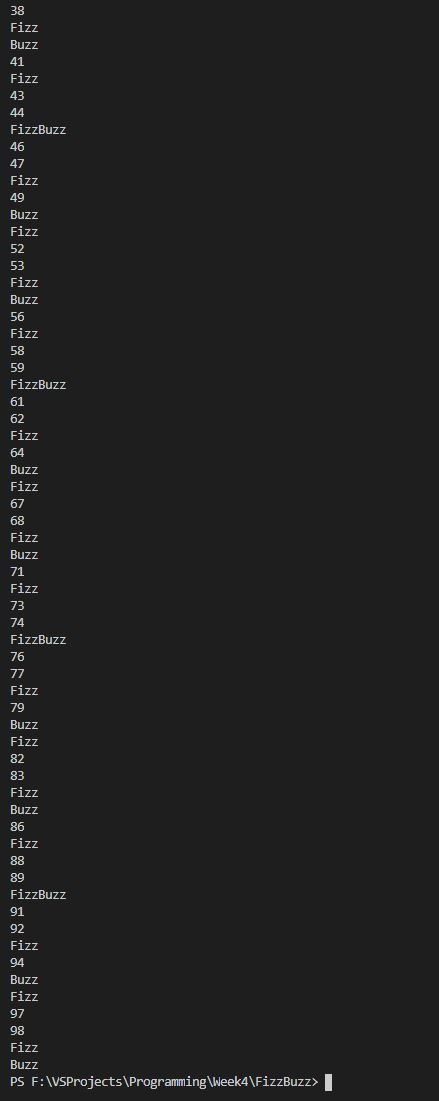 38
Fizz
Buzz
41
Fizz
43
44
FizzBuzz
46
47
Fizz
49
Buzz
Fizz
52
53
Fizz
Buzz
56
Fizz
58
59
FizzBuzz
61
62
Fizz
64
Buzz
Fizz
67
68
Fizz
Buzz
71
Fizz
73
74
FizzBuzz
76
77
Fizz
79
Buzz
Fizz
82
83
Fizz
Buzz
86
Fizz
88
89
FizzBuzz
91
92
Fizz
94
Buzz
Fizz
97
98
Fizz
Buzz
PS F:\VSProjects\Programming\Week4\FizzBuzz>